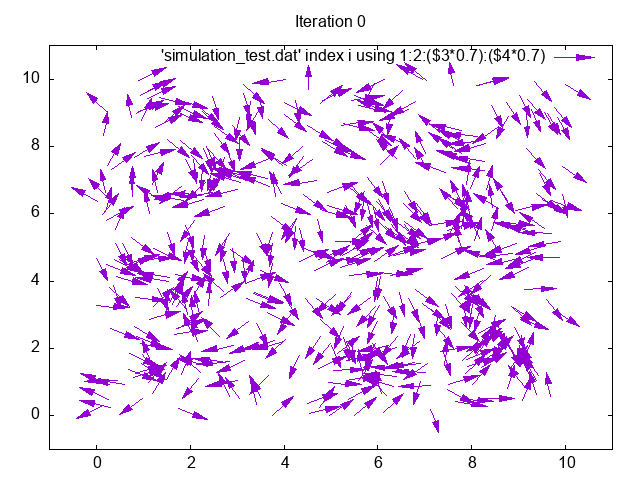 Iteration 0
'simulation_test.dat' index i using 1:2:($3*0.7):($4*0.7)
10
8
6
4
2
0
0 2 4 6 8 10